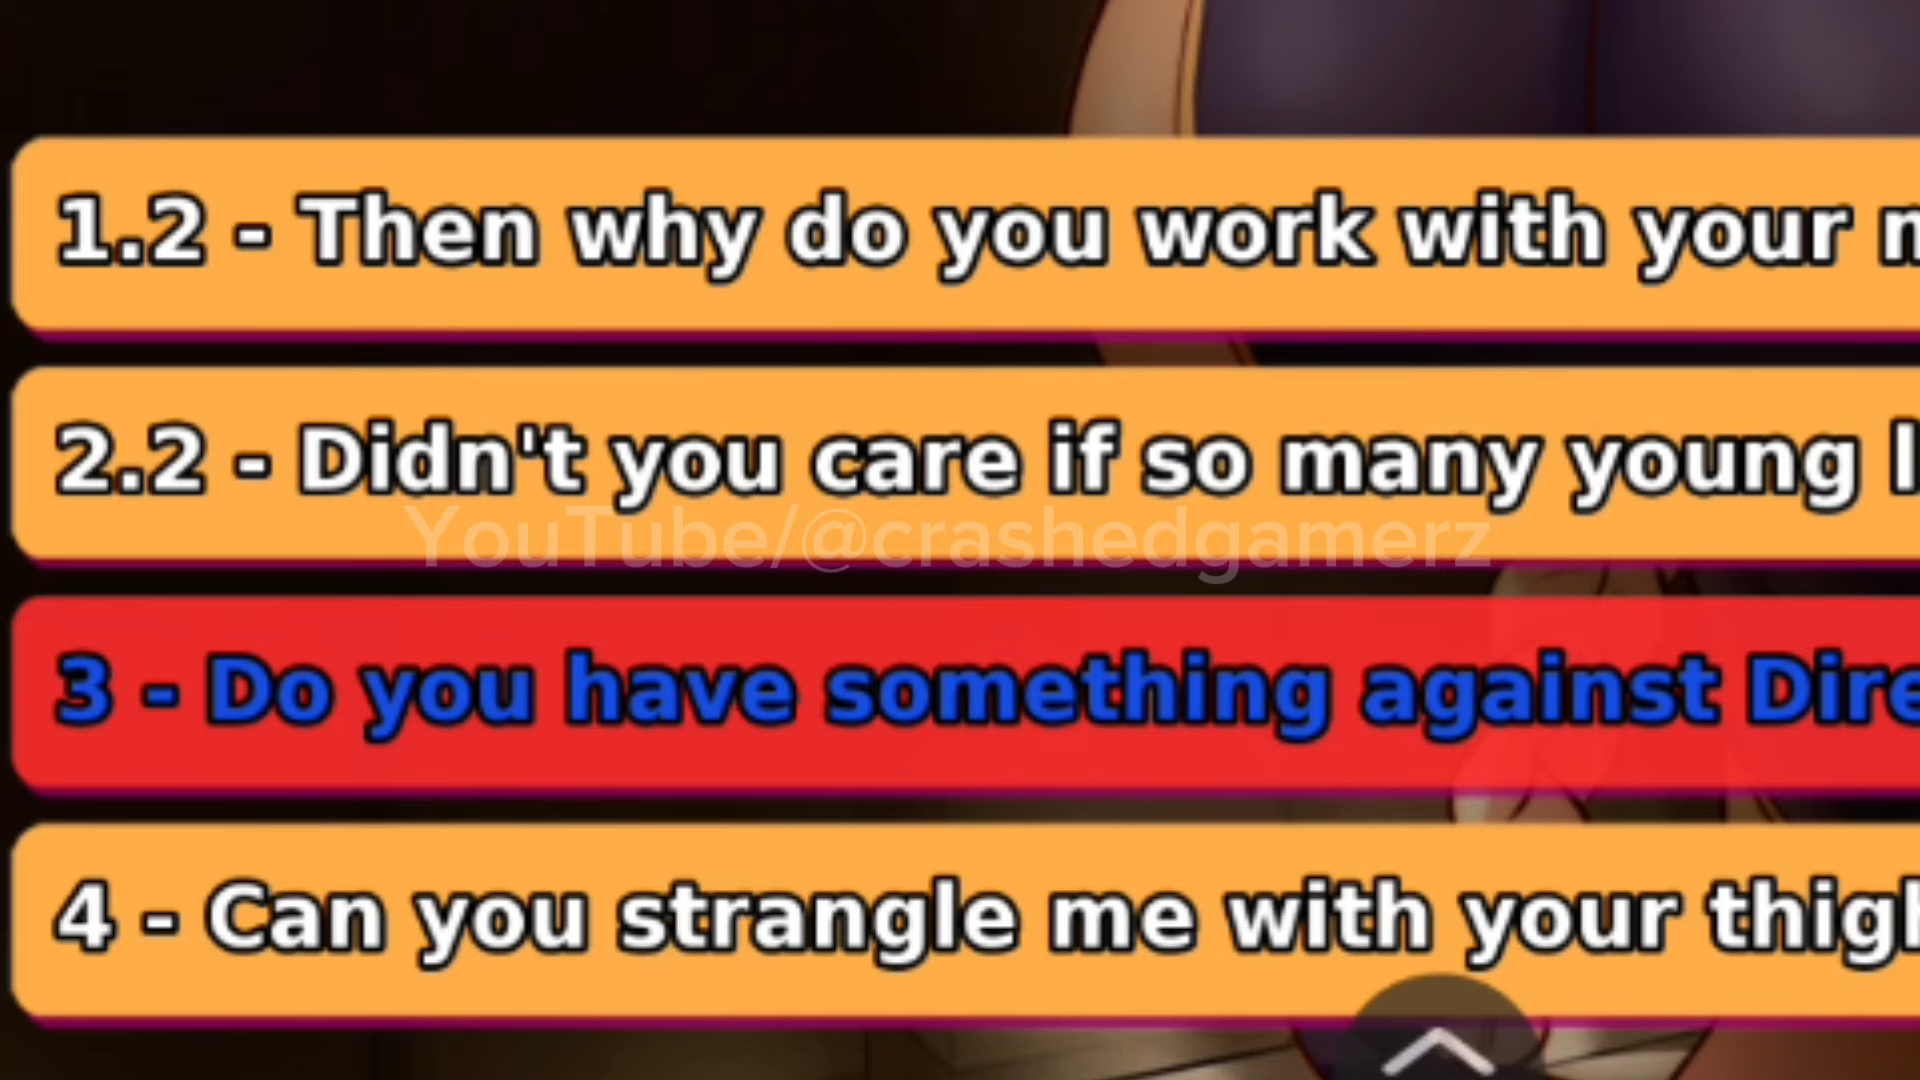 1.2 - Then why do you work with your
2.2 - Didn't you care if so many young
YouTube/@crashedgamerz
3 - Do you have something against
4 - Can you strangle me with your